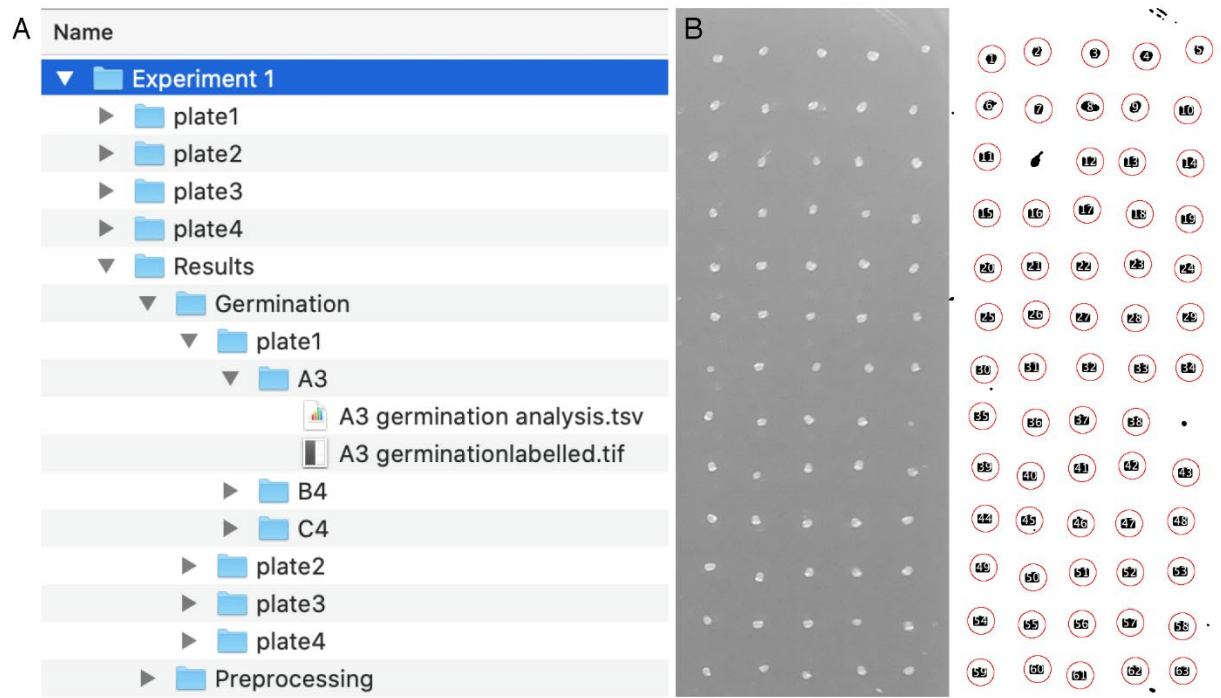 A
Name
Experiment 1
plate1
plate2
plate3
plate4
Results
Germination
plate1
A3
A3 germination analysis.tsv
A3 germinationlabelled.tif
B4
C4
plate2
plate3
plate4
Preprocessing
B
1 2 3 4 5
6 7 8 9 10
11 12 13 14
15 16 17 18 19
20 21 22 23 24
25 26 27 28 29
30 31 32 33 34
35 36 37 38
39 40 41 42 43
44 45 46 47 48
49 50 51 52 53
54 55 56 57 58
59 60 61 62 63